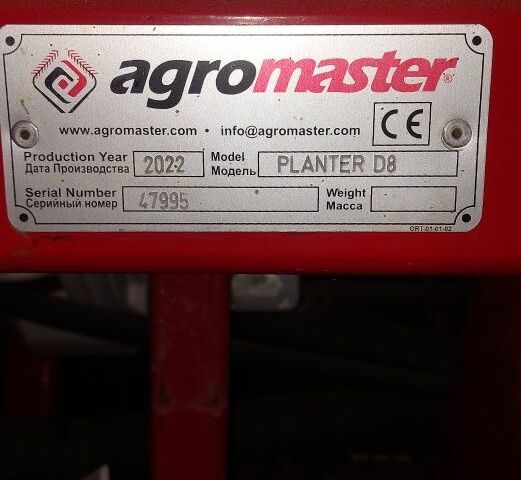 agromaster®
www.agromaster.com • info@agromaster.com CE
Production Year 2022 Model PLANTER D8
Дата Производства Модель
Serial Number 47995 Weight
Серийный номер Масса
ORT-01-01-02